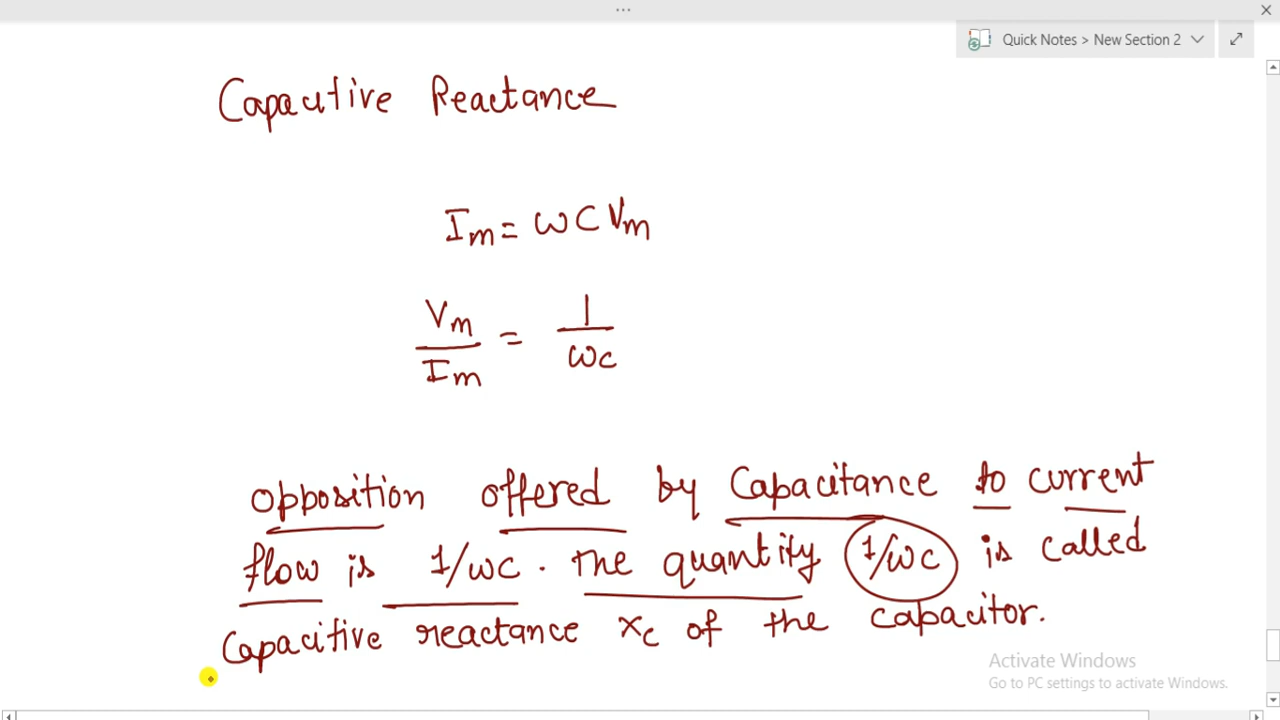 Quick Notes > New Section 2
Capacitive Reactance
Im = ωCVm
Vm/Im = 1/ωc
opposition offered by Capacitance to current
flow is 1/ωc. The quantity 1/ωc is called
Capacitive reactance Xc of the capacitor.
Activate Windows
Go to PC settings to activate Windows.